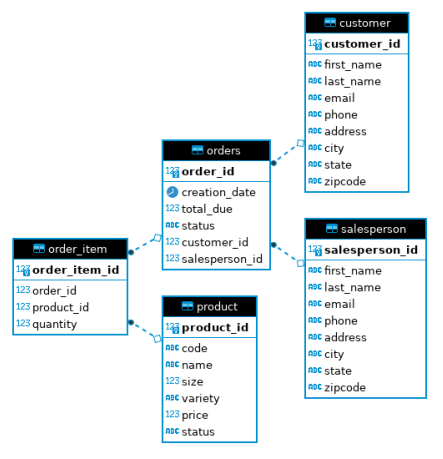 customer
123 customer_id
ABC first_name
ABC last_name
ABC email
ABC phone
ABC address
ABC city
ABC state
ABC zipcode
orders
123 order_id
creation_date
123 total_due
ABC status
123 customer_id
123 salesperson_id
salesperson
123 salesperson_id
ABC first_name
ABC last_name
ABC email
ABC phone
ABC address
ABC city
ABC state
ABC zipcode
order_item
123 order_item_id
123 order_id
123 product_id
123 quantity
product
123 product_id
ABC code
ABC name
123 size
ABC variety
123 price
ABC status